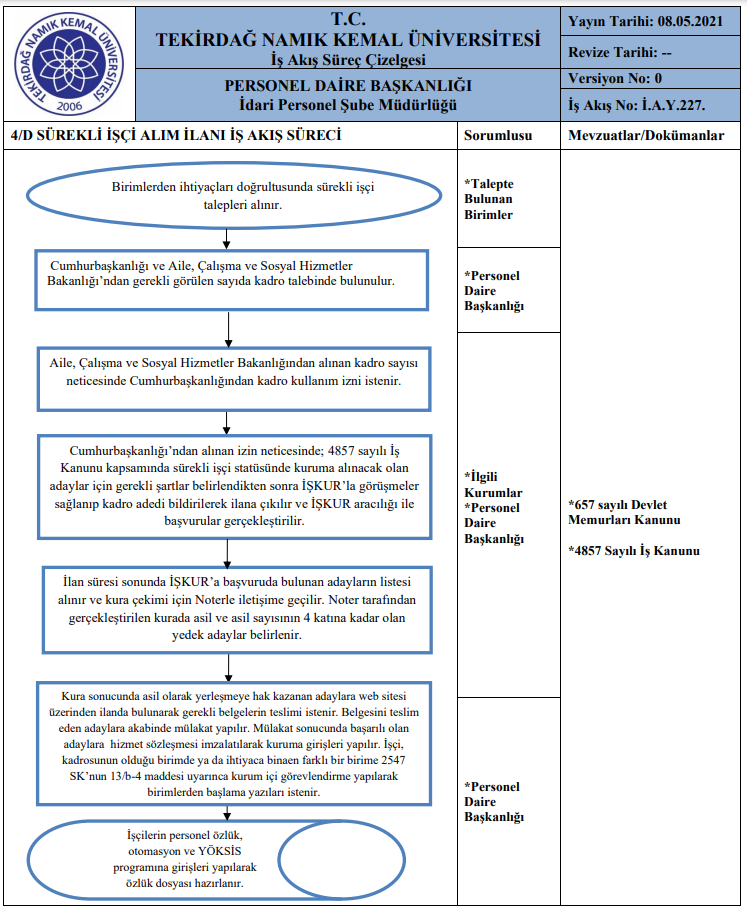 TEKİRDAĞ NAMIK KEMAL ÜNİVERSİTESİ
2006
T.C.
TEKİRDAĞ NAMIK KEMAL ÜNİVERSİTESİ
İş Akış Süreç Çizelgesi
PERSONEL DAİRE BAŞKANLIĞI
İdari Personel Şube Müdürlüğü
Yayın Tarihi: 08.05.2021
Revize Tarihi: --
Versiyon No: 0
İş Akış No: İ.A.Y.227.
4/D SÜREKLİ İŞÇİ ALIM İLANI İŞ AKIŞ SÜRECİ
Sorumlusu
Mevzuatlar/Dokümanlar
Birimlerden ihtiyaçları doğrultusunda sürekli işçi
talepleri alınır.
*Talepte
Bulunan
Birimler
Cumhurbaşkanlığı ve Aile, Çalışma ve Sosyal Hizmetler
Bakanlığı’ndan gerekli görülen sayıda kadro talebinde bulunulur.
*Personel
Daire
Başkanlığı
Aile, Çalışma ve Sosyal Hizmetler Bakanlığından alınan kadro sayısı
neticesinde Cumhurbaşkanlığından kadro kullanım izni istenir.
Cumhurbaşkanlığı’ndan alınan izin neticesinde; 4857 sayılı İş
Kanunu kapsamında sürekli işçi statüsünde kuruma alınacak olan
adaylar için gerekli şartlar belirlendikten sonra İŞKUR’la görüşmeler
sağlanıp kadro adedi bildirilerek ilana çıkılır ve İŞKUR aracılığı ile
başvurular gerçekleştirilir.
*İlgili
Kurumlar
*Personel
Daire
Başkanlığı
*657 sayılı Devlet
Memurları Kanunu
*4857 Sayılı İş Kanunu
İlan süresi sonunda İŞKUR’a başvuruda bulunan adayların listesi
alınır ve kura çekimi için Noterle iletişime geçilir. Noter tarafından
gerçekleştirilen kurada asil ve asil sayısının 4 katına kadar olan
yedek adaylar belirlenir.
Kura sonucunda asil olarak yerleşmeye hak kazanan adaylara web sitesi
üzerinden ilanda bulunarak gerekli belgelerin teslimi istenir. Belgesini teslim
eden adaylara akabinde mülakat yapılır. Mülakat sonucunda başarılı olan
adaylara hizmet sözleşmesi imzalatılarak kuruma girişleri yapılır. İşçi,
kadrosunun olduğu birimde ya da ihtiyaca binaen farklı bir birime 2547
SK’nun 13/b-4 maddesi uyarınca kurum içi görevlendirme yapılarak
birimlerden başlama yazıları istenir.
*Personel
Daire
Başkanlığı
İşçilerin personel özlük,
otomasyon ve YÖKSİS
programına girişleri yapılarak
özlük dosyası hazırlanır.